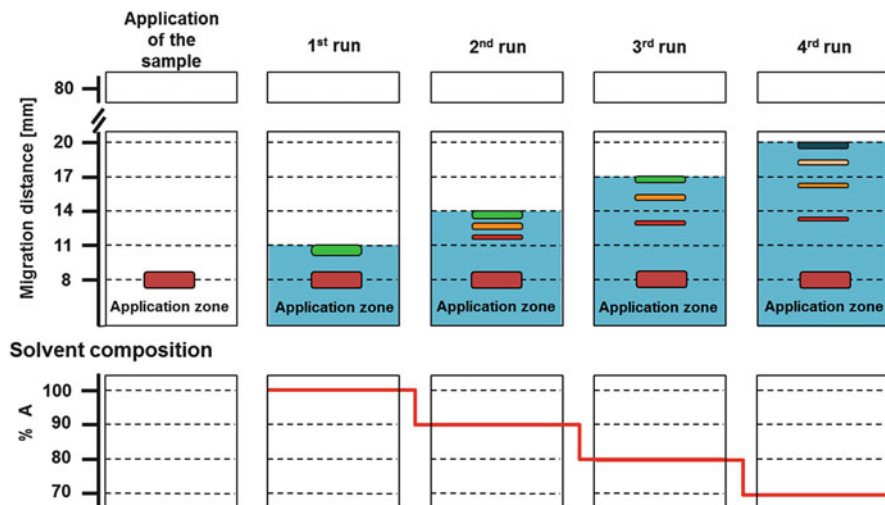 Application
of the
sample
1st run
2nd run
3rd run
4rd run
Migration distance [mm]
80
20
17
14
11
8
Application zone
Application zone
Application zone
Application zone
Application zone
Solvent composition
% A
100
90
80
70